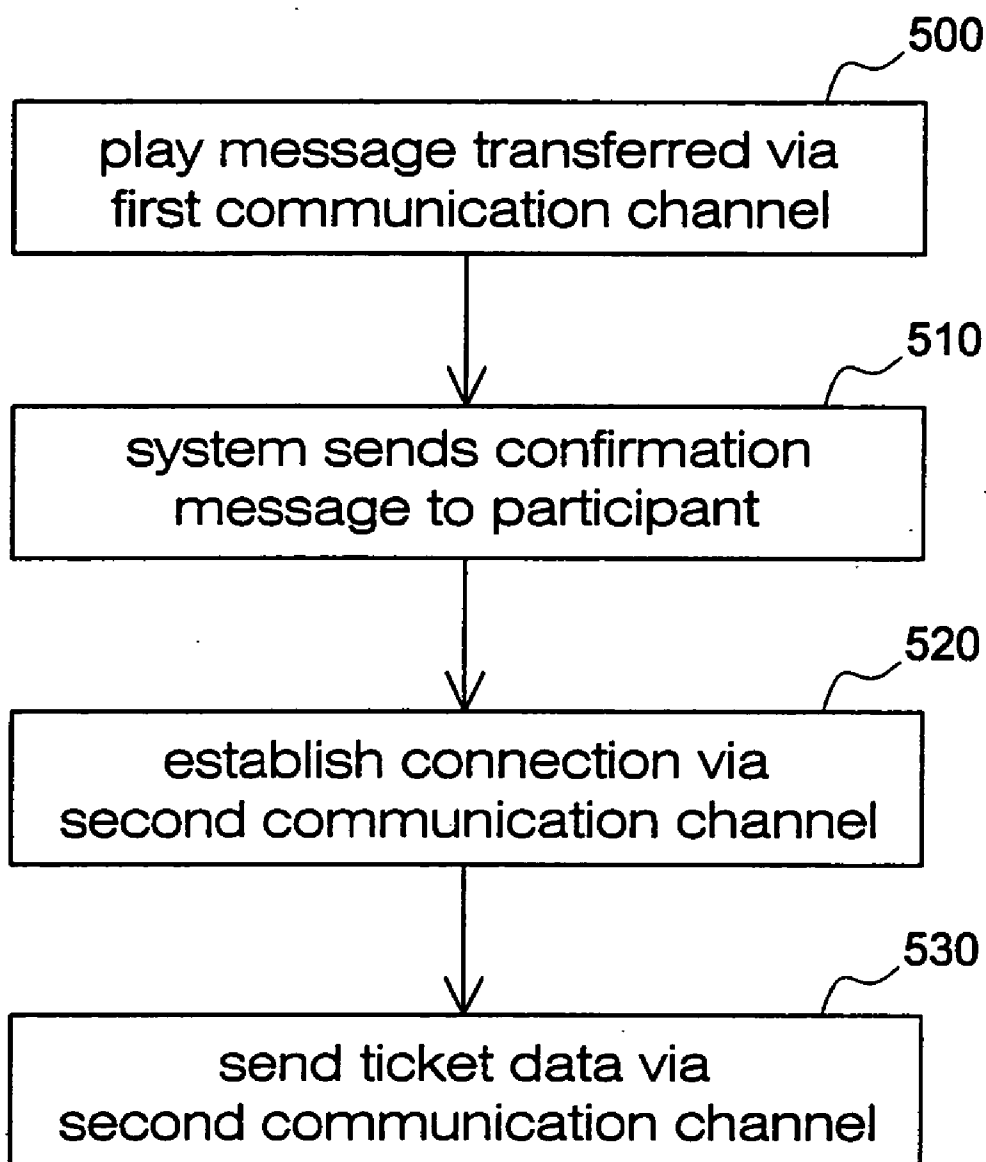 500
play message transferred via
first communication channel
510
system sends confirmation
message to participant
520
establish connection via
second communication channel
530
send ticket data via
second communication channel